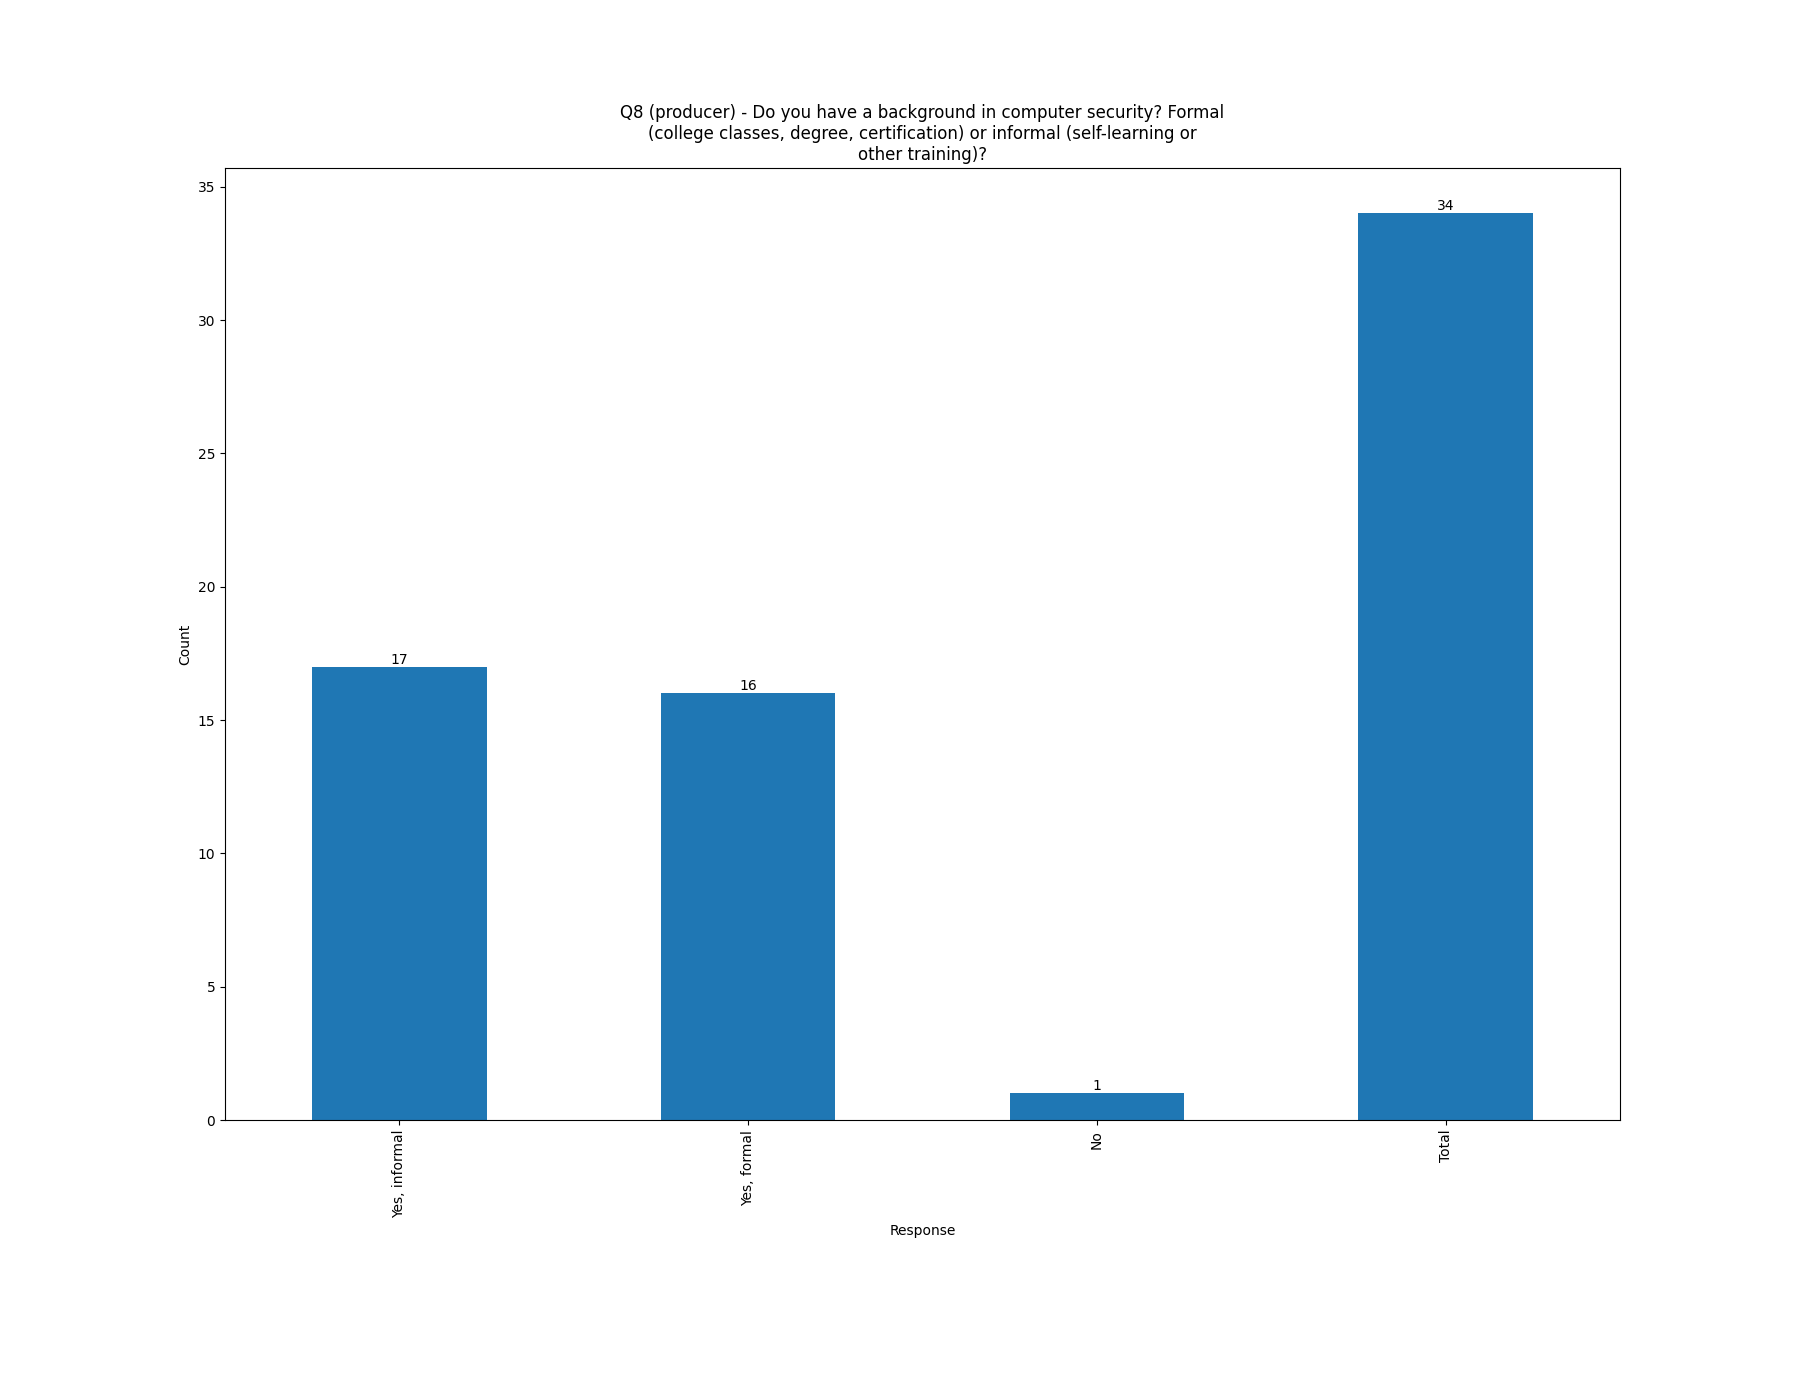 Q8 (producer) - Do you have a background in computer security? Formal
(college classes, degree, certification) or informal (self-learning or
other training)?
35
30
25
20
15
10
5
0
Count
17
16
1
34
Yes, informal
Yes, formal
No
Total
Response